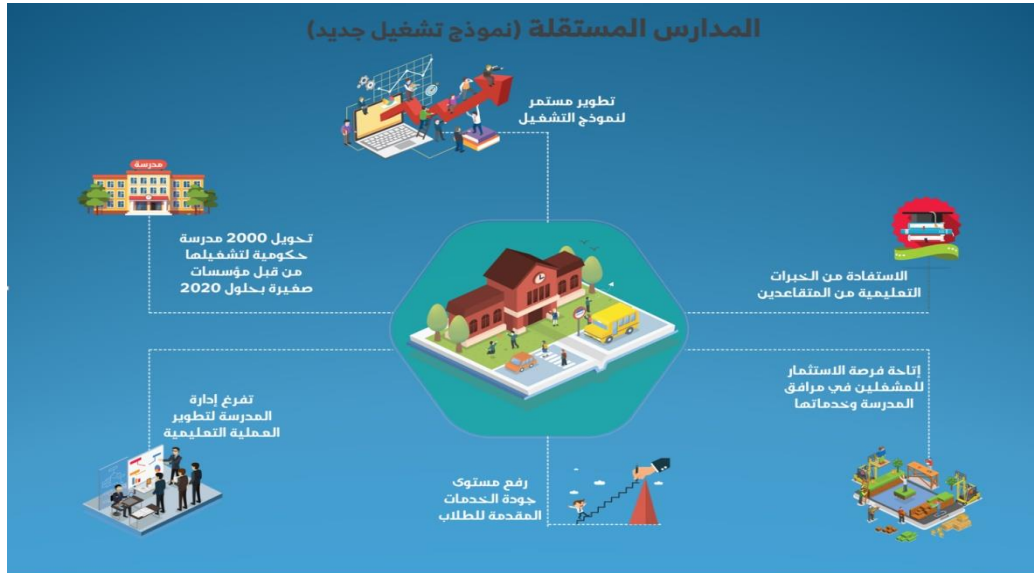 المدارس المستقلة (نموذج تشغيل جديد)
تطوير مستمر
لنموذج التشغيل
الاستفادة من الخبرات
التعليمية من المتقاعدين
مدرسة
تحويل 2000 مدرسة
حكومية لتشغيلها
من قبل مؤسسات
صغيرة بحلول 2020
إتاحة فرصة الاستثمار
للمشغلين في مرافق
المدرسة وخدماتها
تفرغ إدارة
المدرسة لتطوير
العملية التعليمية
رفع مستوى
جودة الخدمات
المقدمة للطلاب